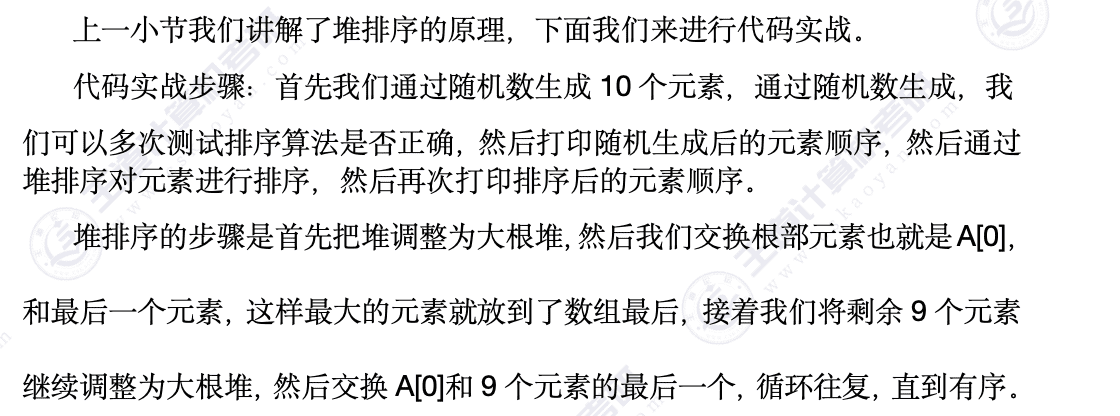 上一小节我们讲解了堆排序的原理，下面我们来进行代码实战。
代码实战步骤：首先我们通过随机数生成 10 个元素，通过随机数生成，我
们可以多次测试排序算法是否正确，然后打印随机生成后的元素顺序，然后通过
堆排序对元素进行排序，然后再次打印排序后的元素顺序。
堆排序的步骤是首先把堆调整为大根堆,然后我们交换根部元素也就是A[0]，
和最后一个元素，这样最大的元素就放到了数组最后，接着我们将剩余 9 个元素
继续调整为大根堆，然后交换 A[0]和 9 个元素的最后一个，循环往复，直到有序。